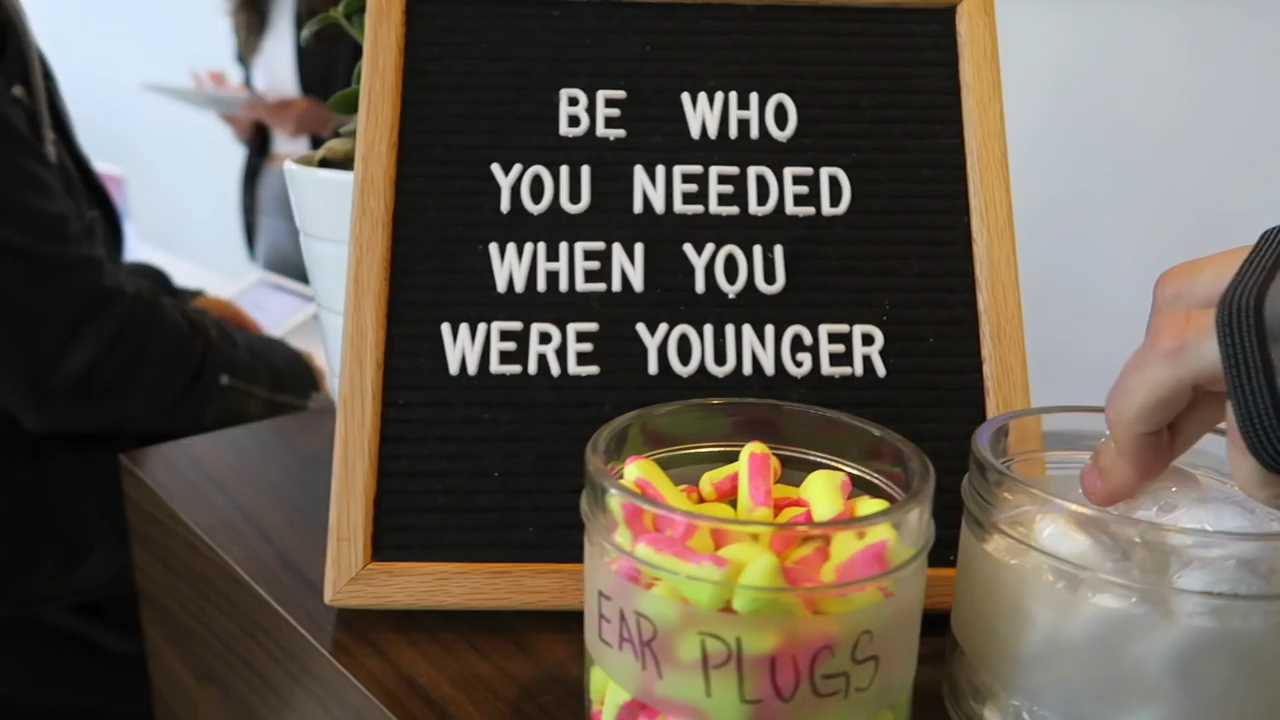 BE WHO
YOU NEEDED
WHEN YOU
WERE YOUNGER
EAR PLUGS